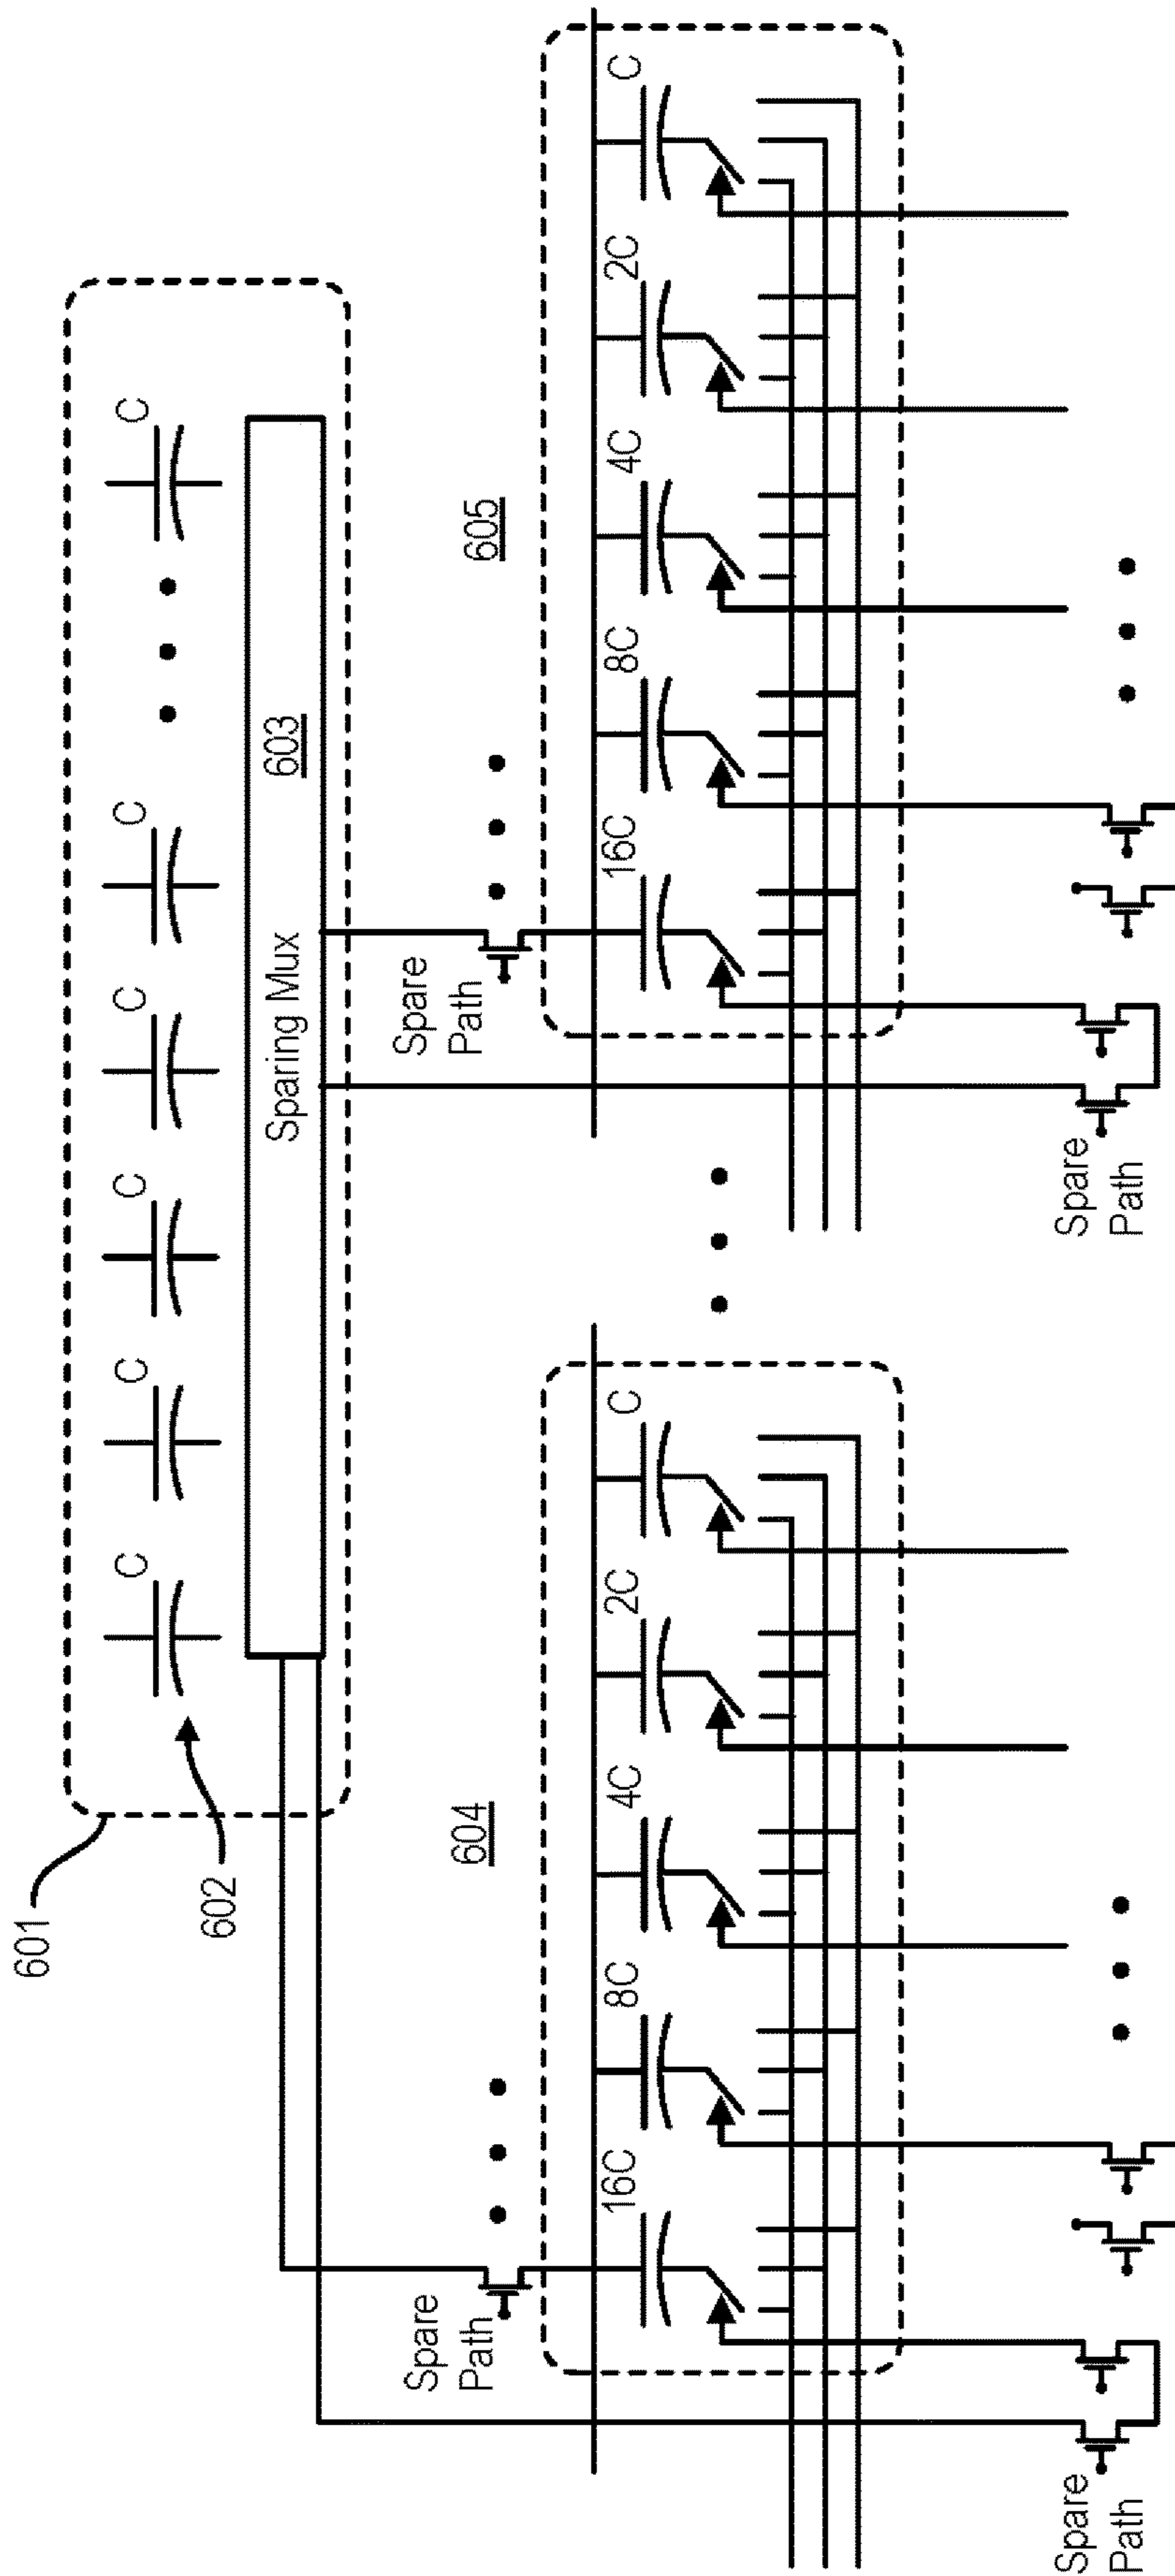 601
602
C
C
C
C
C
C
Sparing Mux
603
604
605
Spare
Path
Spare
Path
16C
8C
4C
2C
C
16C
8C
4C
2C
C
Spare
Path
Spare
Path